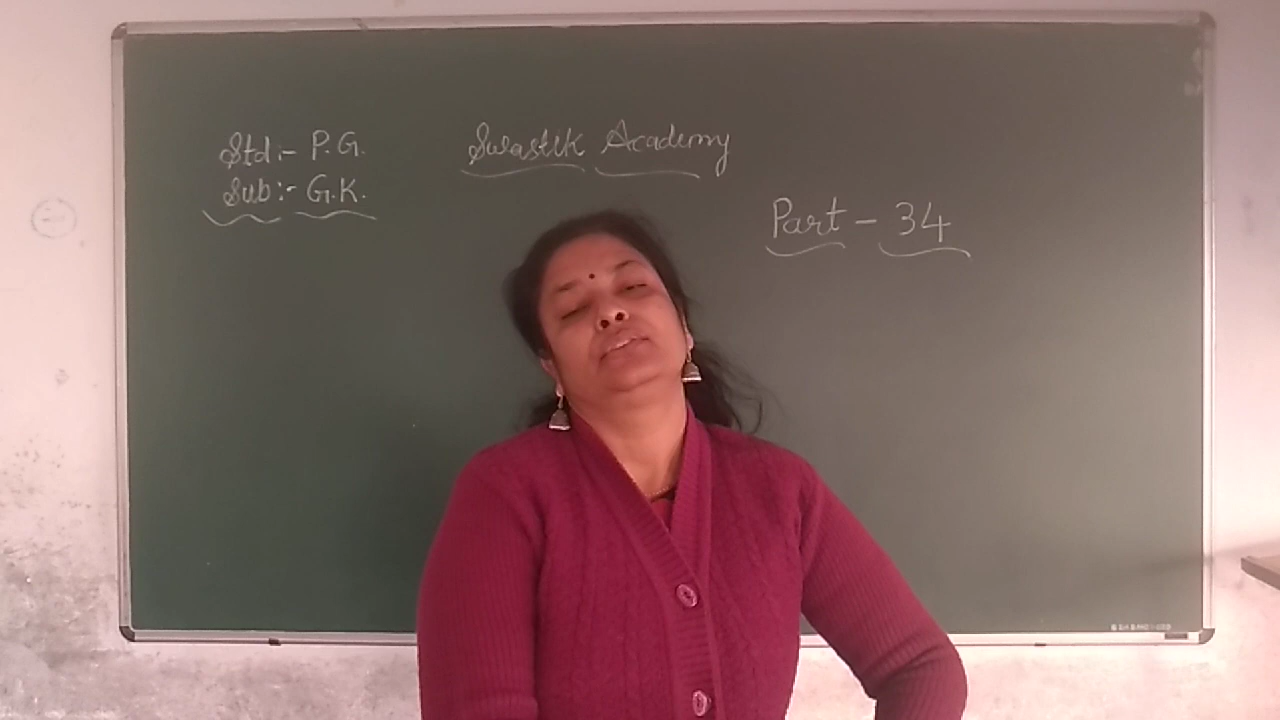 Std:- P.G.
Sub:- G.K.
Swastik Academy
Part - 34